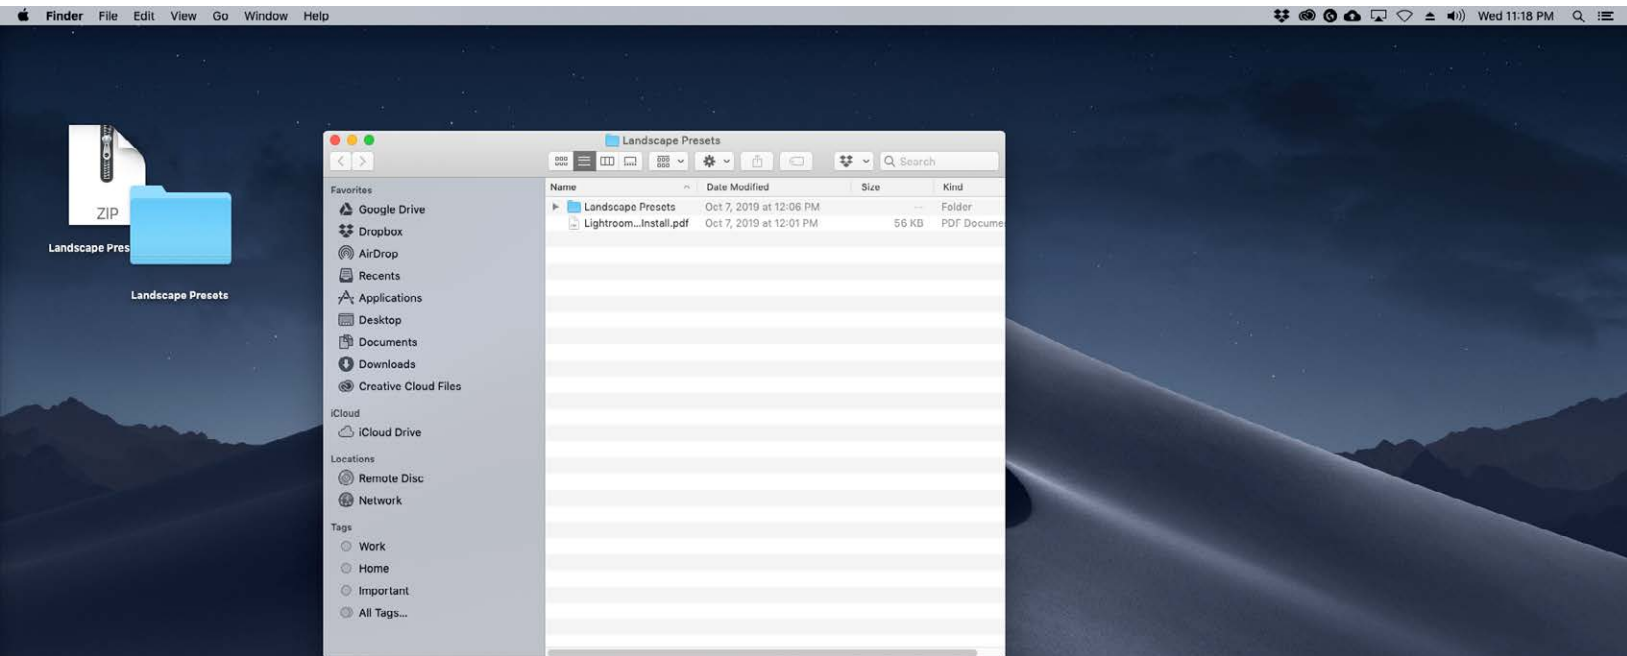 Finder File Edit View Go Window Help
Wed 11:18 PM
ZIP
Landscape Pres
Landscape Presets
Landscape Presets
Search
Favorites
Google Drive
Dropbox
AirDrop
Recents
Applications
Desktop
Documents
Downloads
Creative Cloud Files
iCloud
iCloud Drive
Locations
Remote Disc
Network
Tags
Work
Home
Important
All Tags...
Name Date Modified Size Kind
Landscape Presets Oct 7, 2019 at 12:06 PM -- Folder
Lightroom...Install.pdf Oct 7, 2019 at 12:01 PM 56 KB PDF Docume